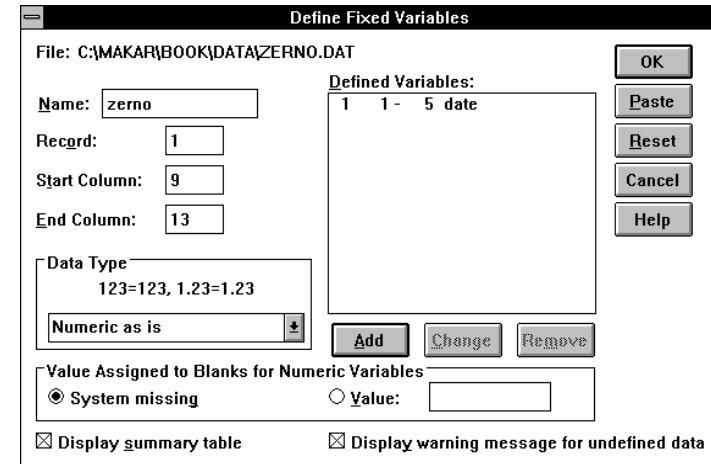 Define Fixed Variables
File: C:\MAKAR\BOOK\DATA\ZERNO.DAT
Name: zerno
Record: 1
Start Column: 9
End Column: 13
Defined Variables:
1 1 - 5 date
OK
Paste
Reset
Cancel
Help
Data Type
123=123, 1.23=1.23
Numeric as is
Add Change Remove
Value Assigned to Blanks for Numeric Variables
System missing Value:
Display summary table Display warning message for undefined data